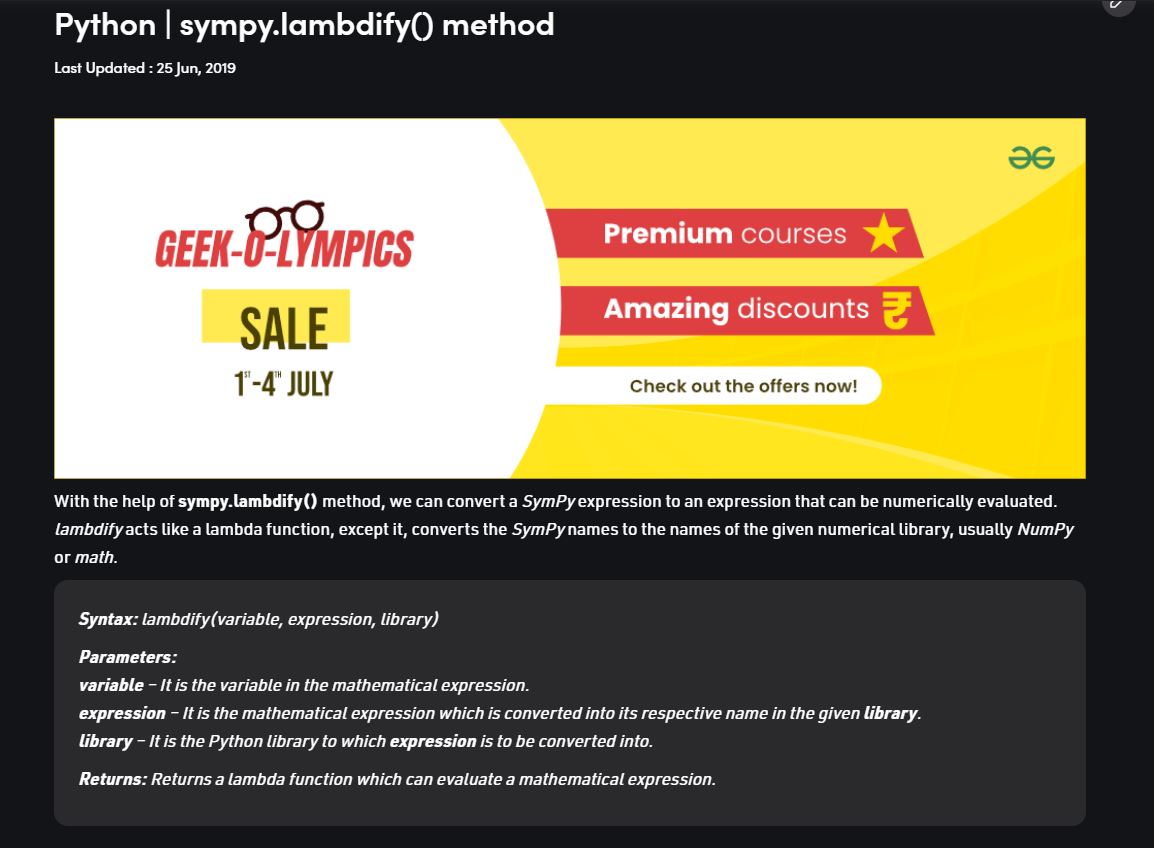 Python | sympy.lambdify() method
Last Updated : 25 Jun, 2019
GEEK-O-LYMPICS
SALE
1ST-4TH JULY
Premium courses
Amazing discounts ₹
Check out the offers now!
With the help of sympy.lambdify() method, we can convert a SymPy expression to an expression that can be numerically evaluated.
lambdify acts like a lambda function, except it, converts the SymPy names to the names of the given numerical library, usually NumPy
or math.
Syntax: lambdify(variable, expression, library)
Parameters:
variable – It is the variable in the mathematical expression.
expression – It is the mathematical expression which is converted into its respective name in the given library.
library – It is the Python library to which expression is to be converted into.
Returns: Returns a lambda function which can evaluate a mathematical expression.